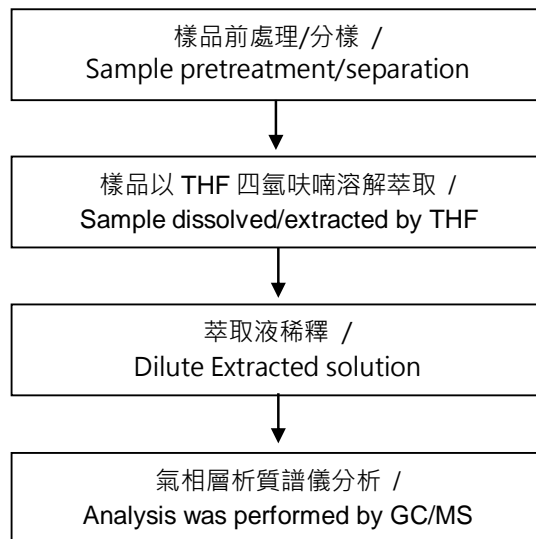 樣品前處理/分樣 /
Sample pretreatment/separation
樣品以 THF 四氫呋喃溶解萃取 /
Sample dissolved/extracted by THF
萃取液稀釋 /
Dilute Extracted solution
氣相層析質譜儀分析 /
Analysis was performed by GC/MS